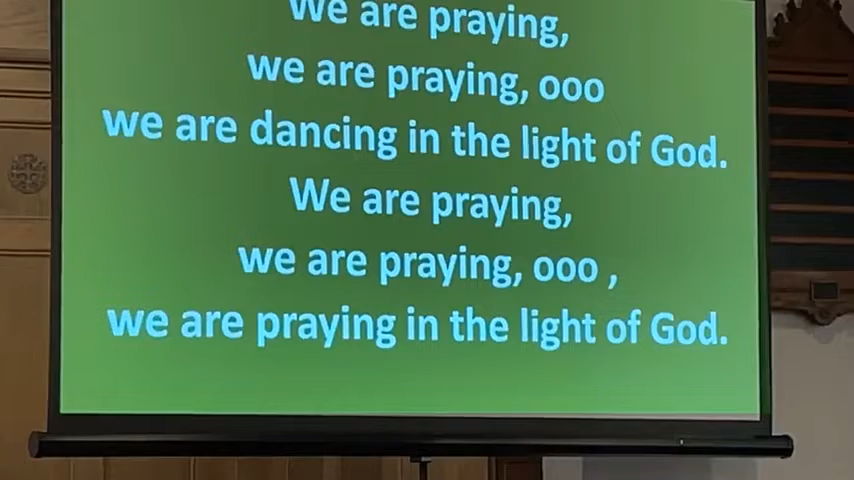 We are praying,
we are praying, ooo
we are dancing in the light of God.
We are praying,
we are praying, ooo ,
we are praying in the light of God.